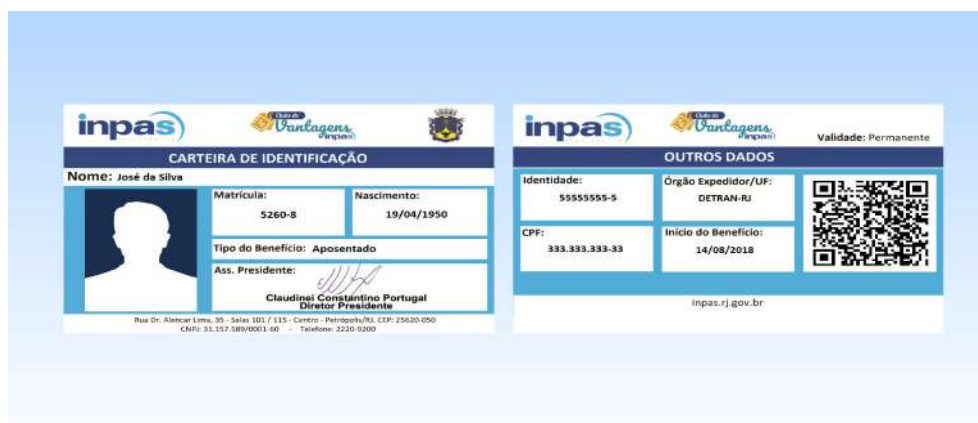 inpas
Clube de
Vantagens
inpas
CARTEIRA DE IDENTIFICAÇÃO
Nome: José da Silva
Matrícula:
5260-8
Nascimento:
19/04/1950
Tipo do Benefício: Aposentado
Ass. Presidente:
Claudinei Constantino Portugal
Diretor Presidente
Rua Dr. Alencar Lima, 35 - Salas 101 / 115 - Centro - Petrópolis/RJ. CEP: 25620-050
CNPJ: 31.157.589/0001-60 - Telefone: 2220-9200
inpas
Clube de
Vantagens
inpas
Validade: Permanente
OUTROS DADOS
Identidade:
55555555-5
Órgão Expedidor/UF:
DETRAN-RJ
CPF:
333.333.333-33
Início do Benefício:
14/08/2018
inpas.rj.gov.br